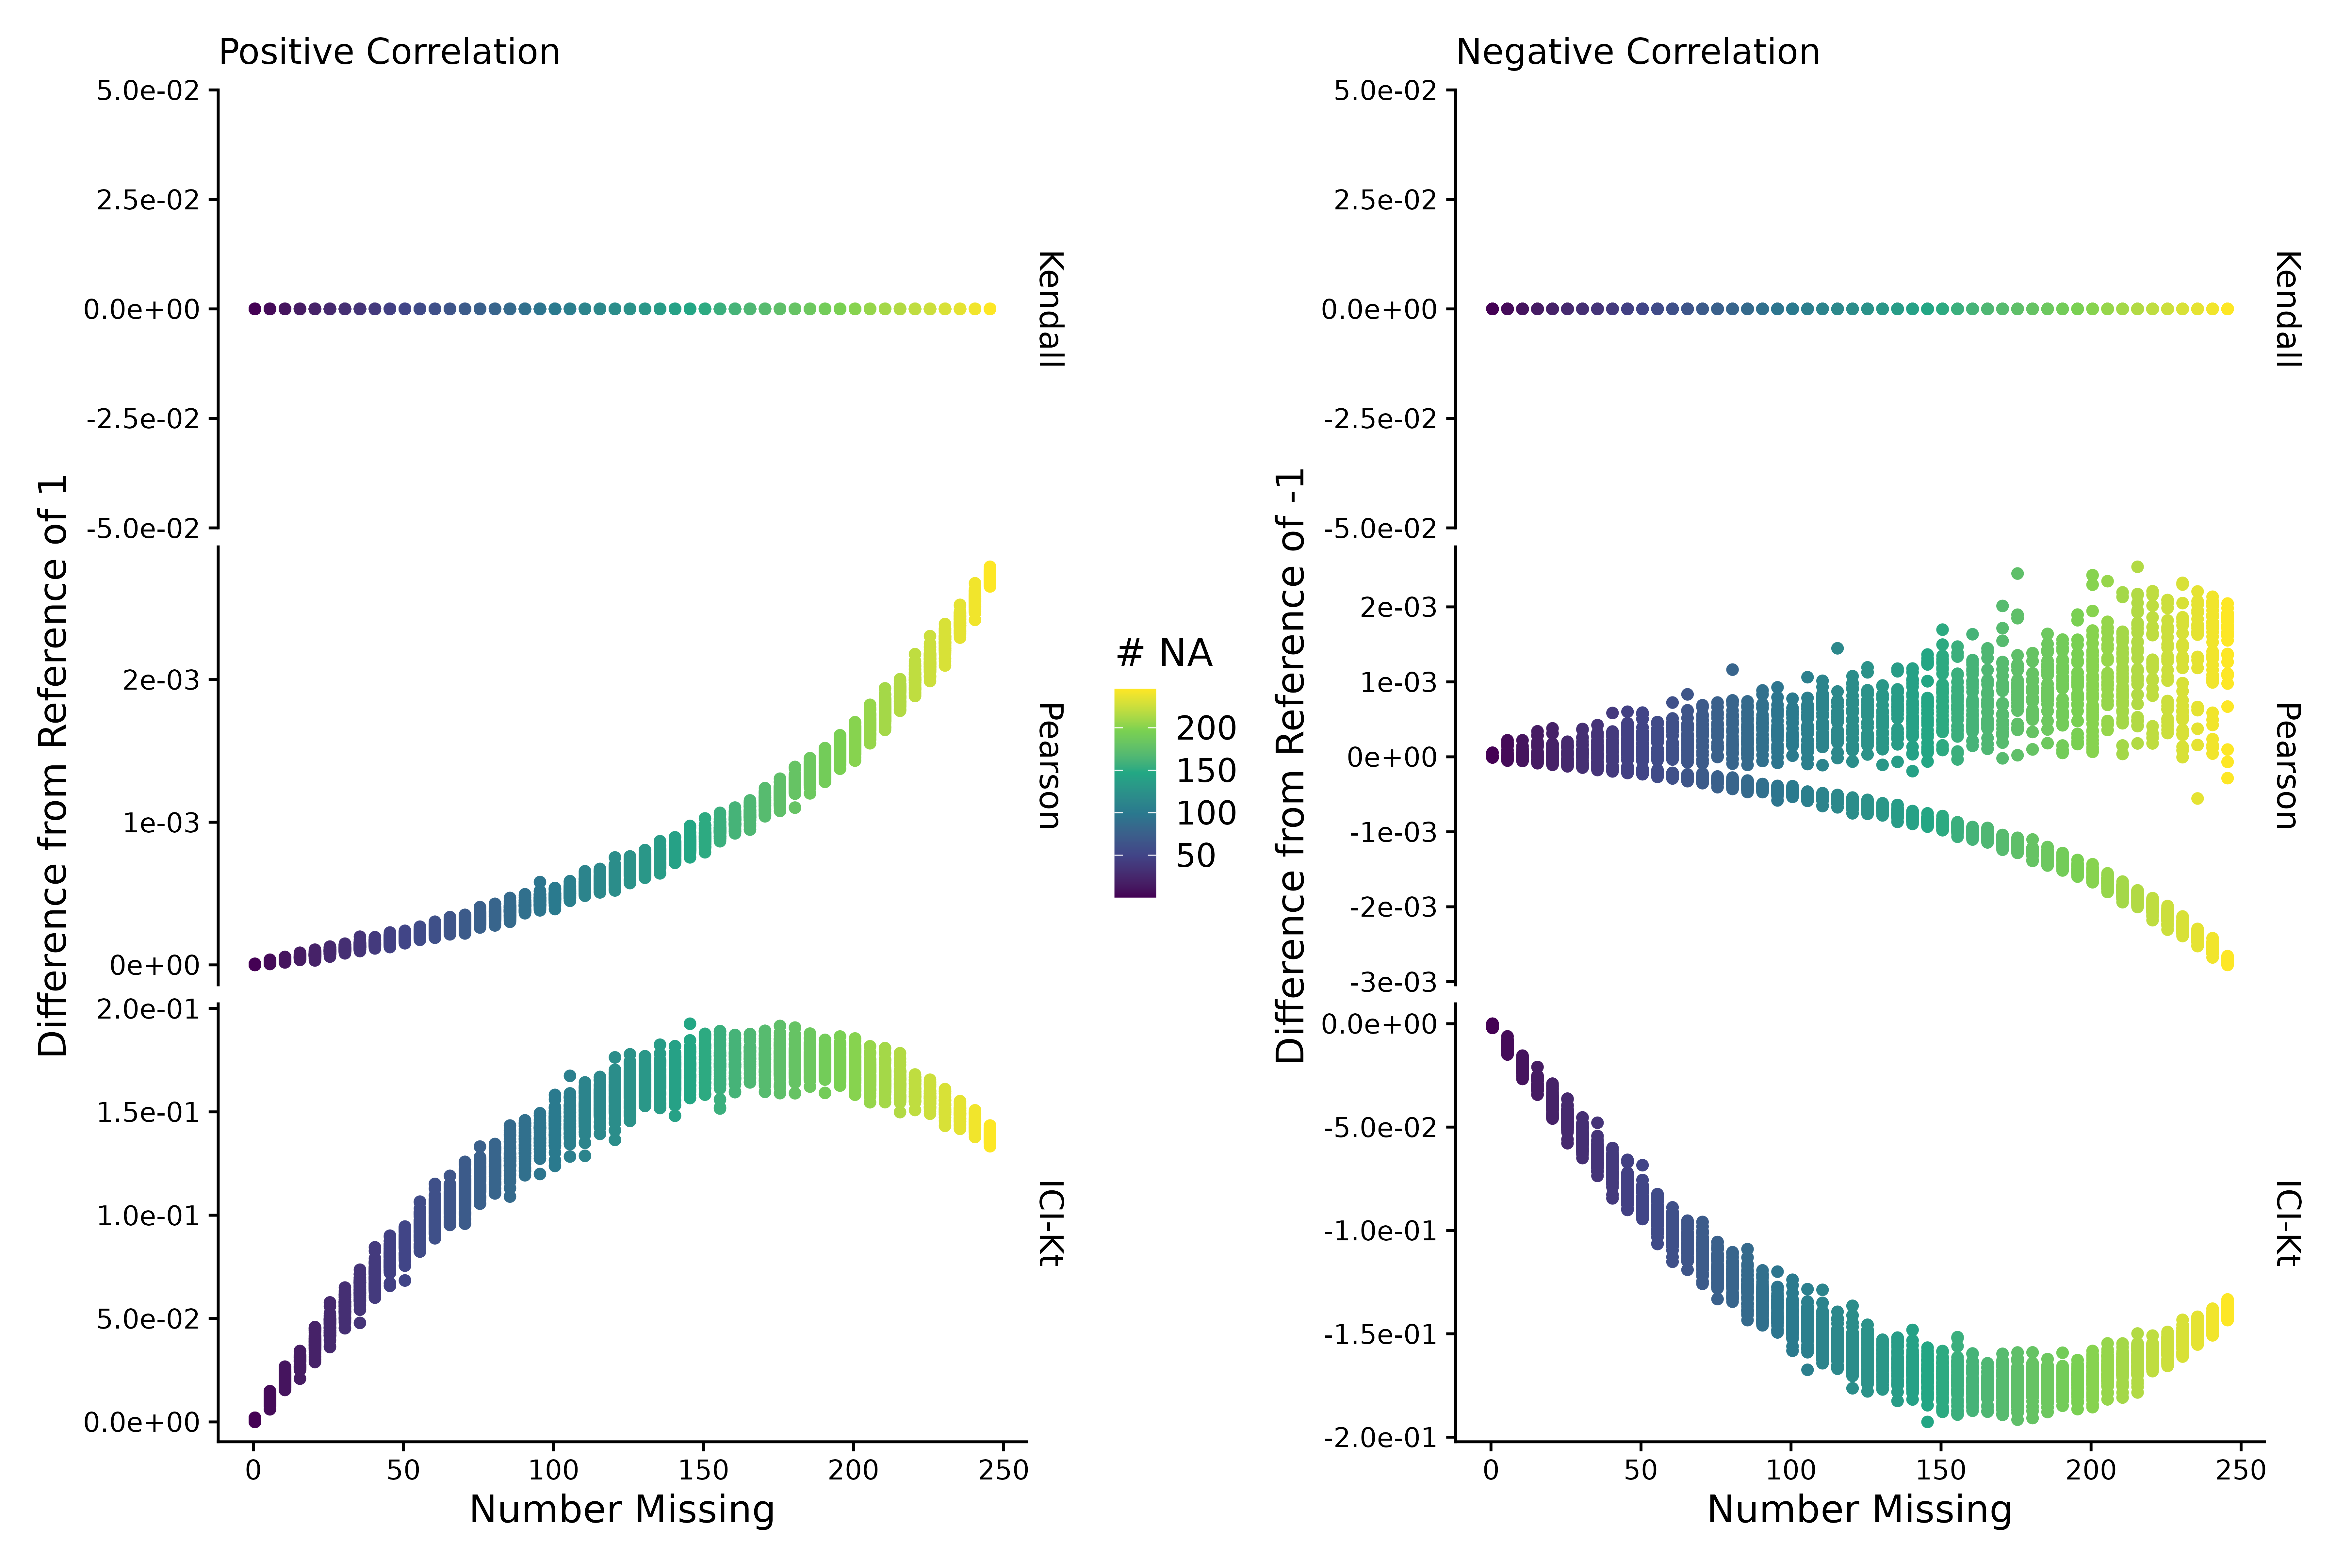 Positive Correlation
Difference from Reference of 1
5.0e-02
2.5e-02
0.0e+00
-2.5e-02
-5.0e-02
Kendall
2e-03
1e-03
0e+00
Pearson
2.0e-01
1.5e-01
1.0e-01
5.0e-02
0.0e+00
ICI-Kt
0
50
100
150
200
250
Number Missing
# NA
200
150
100
50
Negative Correlation
Difference from Reference of -1
5.0e-02
2.5e-02
0.0e+00
-2.5e-02
-5.0e-02
Kendall
2e-03
1e-03
0e+00
-1e-03
-2e-03
-3e-03
Pearson
0.0e+00
-5.0e-02
-1.0e-01
-1.5e-01
-2.0e-01
ICI-Kt
0
50
100
150
200
250
Number Missing